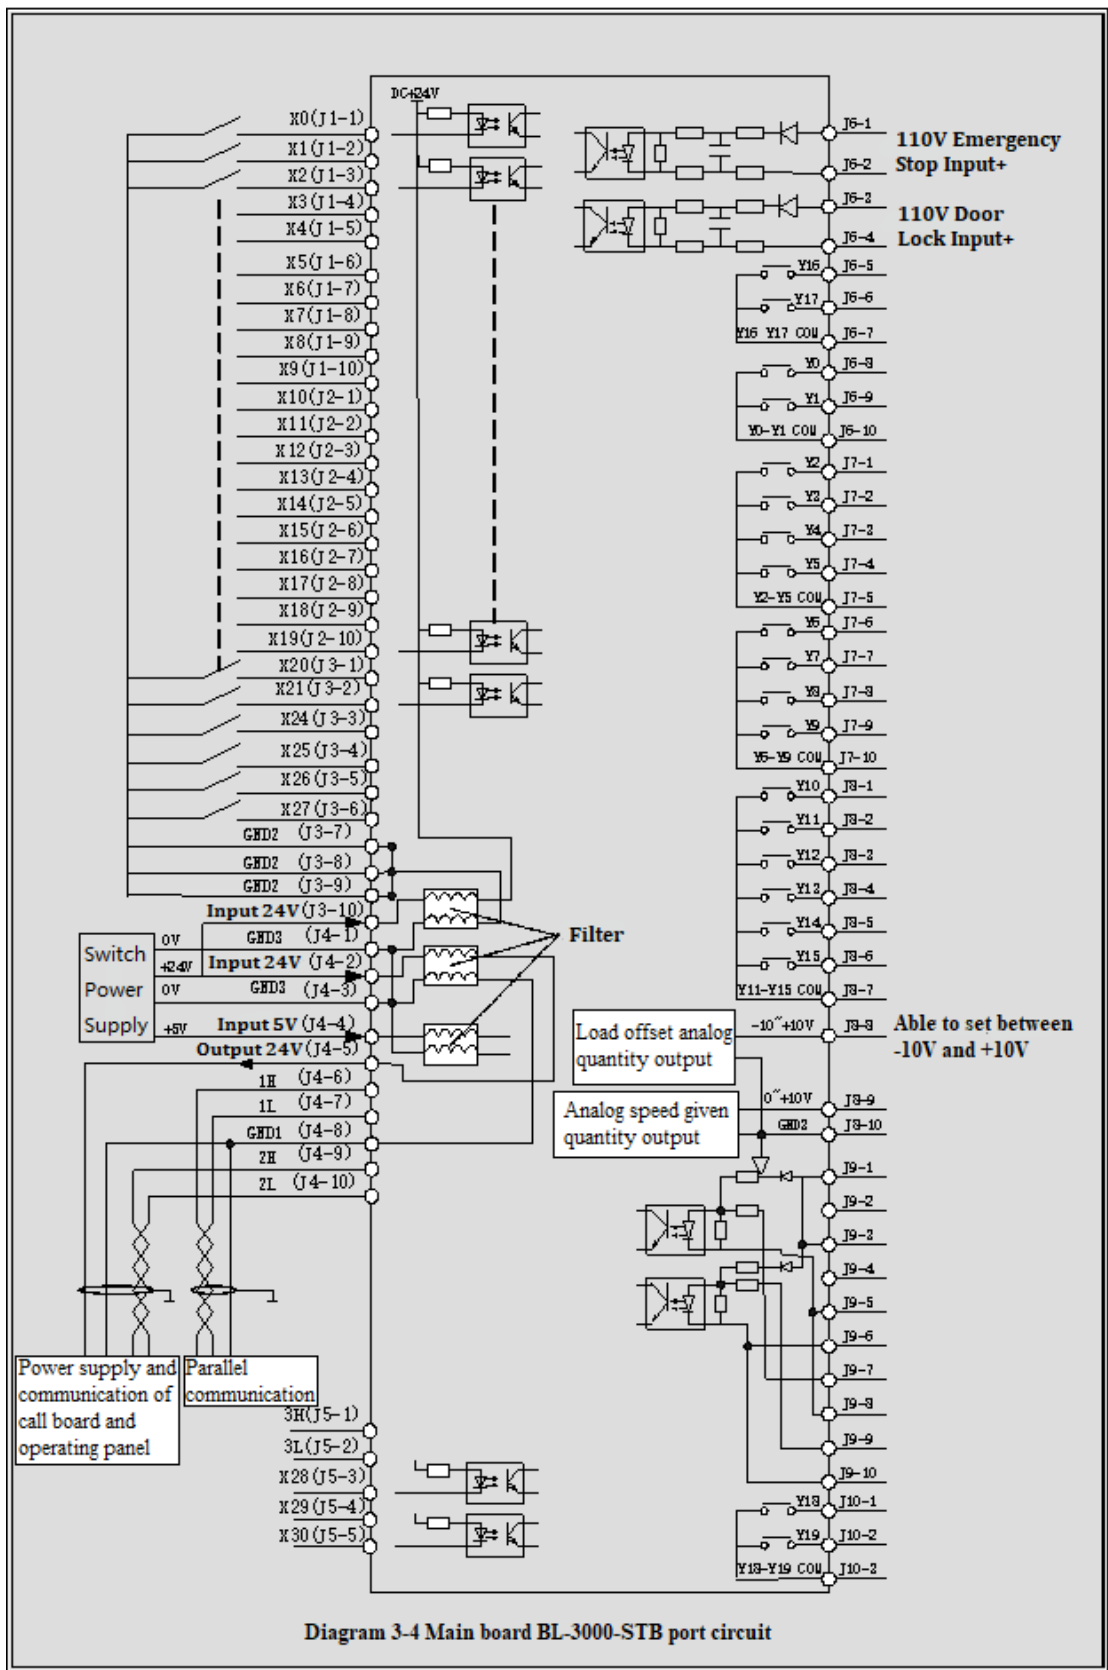 DC+24V
X0(J1-1)
X1(J1-2)
X2(J1-3)
X3(J1-4)
X4(J1-5)
X5(J1-6)
X6(J1-7)
X7(J1-8)
X8(J1-9)
X9(J1-10)
X10(J2-1)
X11(J2-2)
X12(J2-3)
X13(J2-4)
X14(J2-5)
X15(J2-6)
X16(J2-7)
X17(J2-8)
X18(J2-9)
X19(J2-10)
X20(J3-1)
X21(J3-2)
X24(J3-3)
X25(J3-4)
X26(J3-5)
X27(J3-6)
GND2 (J3-7)
GND2 (J3-8)
GND2 (J3-9)
Input 24V(J3-10)
GND3 (J4-1)
Input 24V(J4-2)
GND3 (J4-3)
Input 5V(J4-4)
Output 24V(J4-5)
1H (J4-6)
1L (J4-7)
GND1 (J4-8)
2H (J4-9)
2L (J4-10)
Switch
Power
Supply
0V
+24V
0V
+5V
Filter
Power supply and
communication of
call board and
operating panel
Parallel
communication
3H(J5-1)
3L(J5-2)
X28(J5-3)
X29(J5-4)
X30(J5-5)
J6-1
110V Emergency
Stop Input+
J6-2
J6-3
110V Door
Lock Input+
J6-4
Y16 J6-5
Y17 J6-6
Y16 Y17 COM J6-7
Y0 J6-8
Y1 J6-9
Y0-Y1 COM J6-10
Y2 J7-1
Y3 J7-2
Y4 J7-3
Y5 J7-4
Y2-Y5 COM J7-5
Y6 J7-6
Y7 J7-7
Y8 J7-8
Y9 J7-9
Y6-Y9 COM J7-10
Y10 J8-1
Y11 J8-2
Y12 J8-3
Y13 J8-4
Y14 J8-5
Y15 J8-6
Y11-Y15 COM J8-7
Load offset analog
quantity output
-10~+10V J8-8
Able to set between
-10V and +10V
Analog speed given
quantity output
0~+10V J8-9
GND3 J8-10
J9-1
J9-2
J9-3
J9-4
J9-5
J9-6
J9-7
J9-8
J9-9
J9-10
Y18 J10-1
Y19 J10-2
Y18-Y19 COM J10-3
Diagram 3-4 Main board BL-3000-STB port circuit